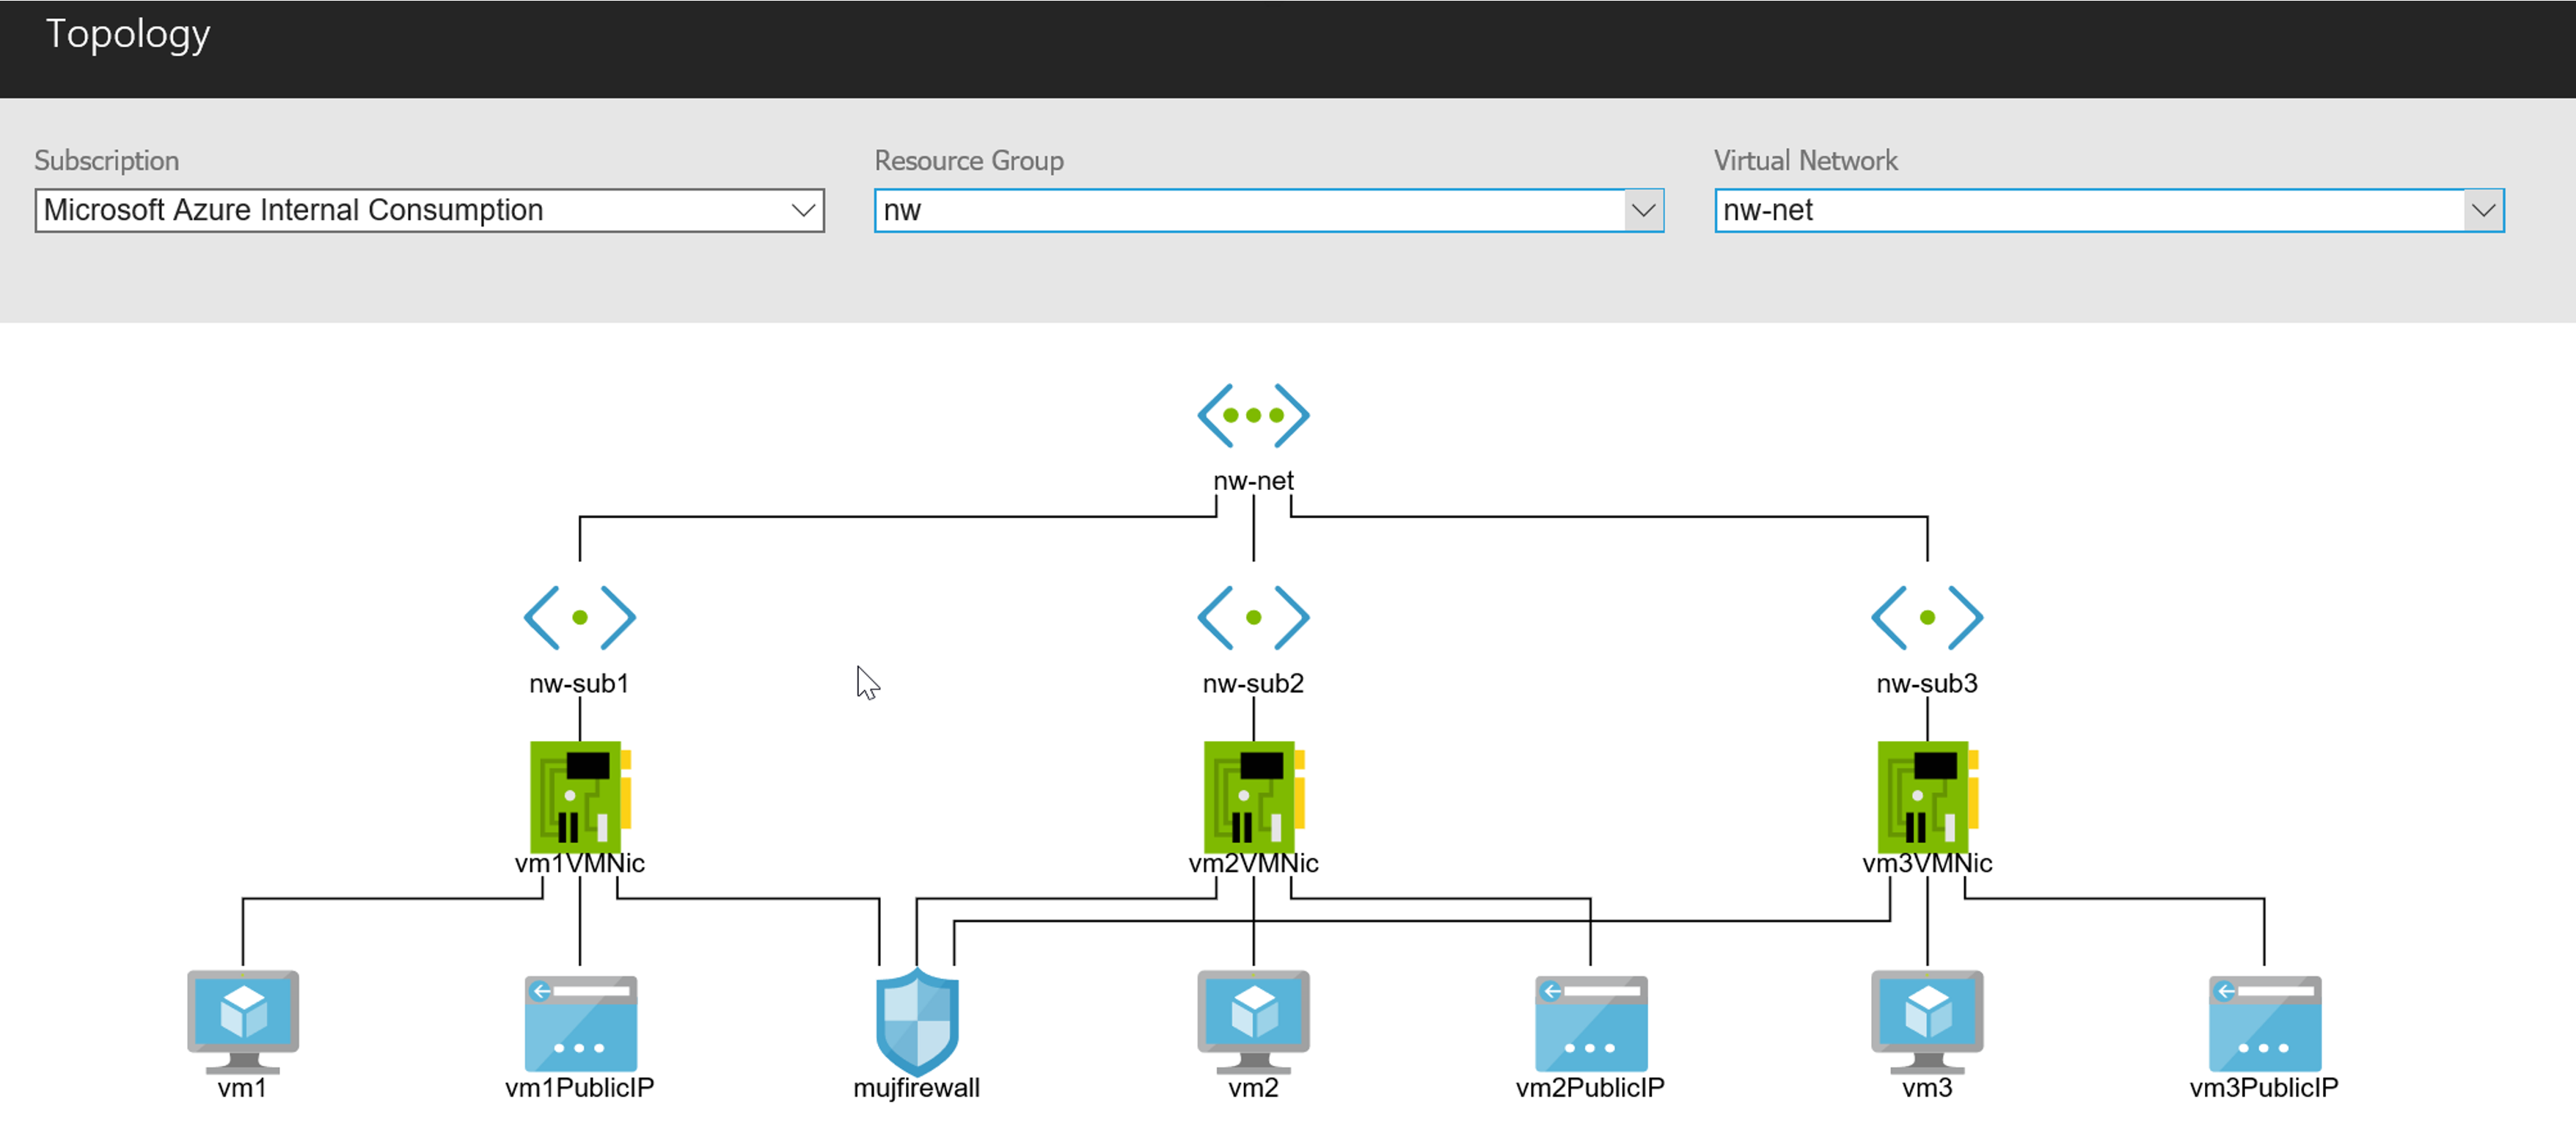 Topology
Subscription
Resource Group
Virtual Network
Microsoft Azure Internal Consumption
nw
nw-net
nw-net
nw-sub1
nw-sub2
nw-sub3
vm1VMNic
vm2VMNic
vm3VMNic
vm1
vm1PublicIP
mujfirewall
vm2
vm2PublicIP
vm3
vm3PublicIP